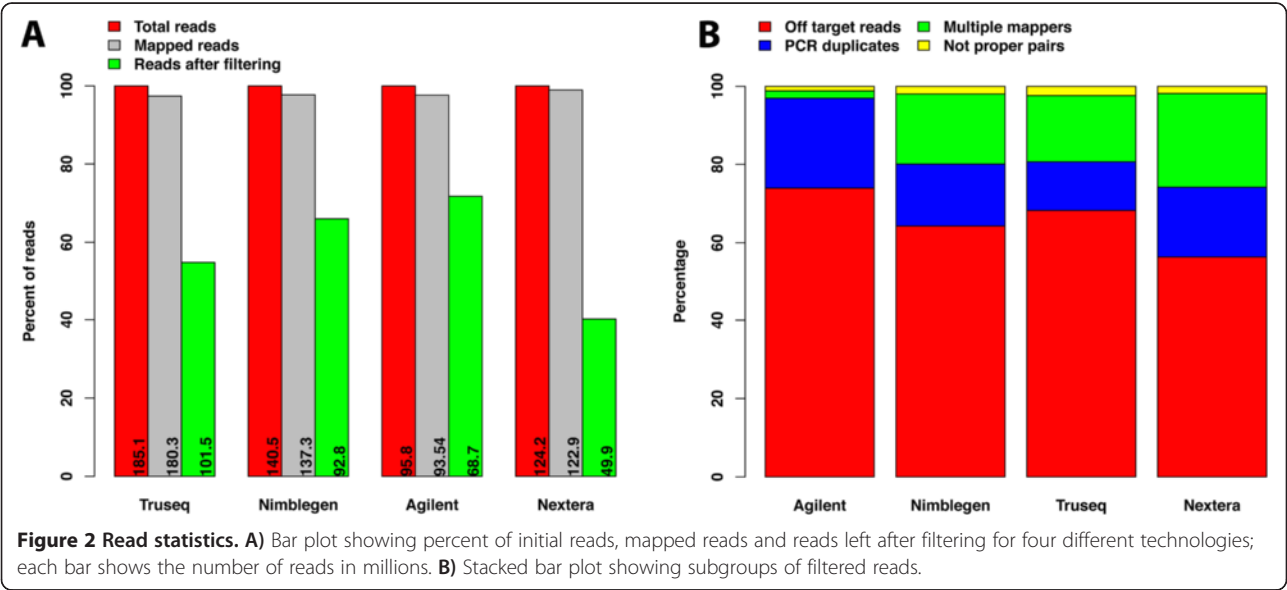 A
Total reads
Mapped reads
Reads after filtering
Percent of reads
100
80
60
40
20
0
185.1
180.3
101.5
140.5
137.3
92.8
95.8
93.54
68.7
124.2
122.9
49.9
Truseq
Nimblegen
Agilent
Nextera
B
Off target reads
PCR duplicates
Multiple mappers
Not proper pairs
Percentage
100
80
60
40
20
0
Agilent
Nimblegen
Truseq
Nextera
Figure 2 Read statistics. A) Bar plot showing percent of initial reads, mapped reads and reads left after filtering for four different technologies;
each bar shows the number of reads in millions. B) Stacked bar plot showing subgroups of filtered reads.